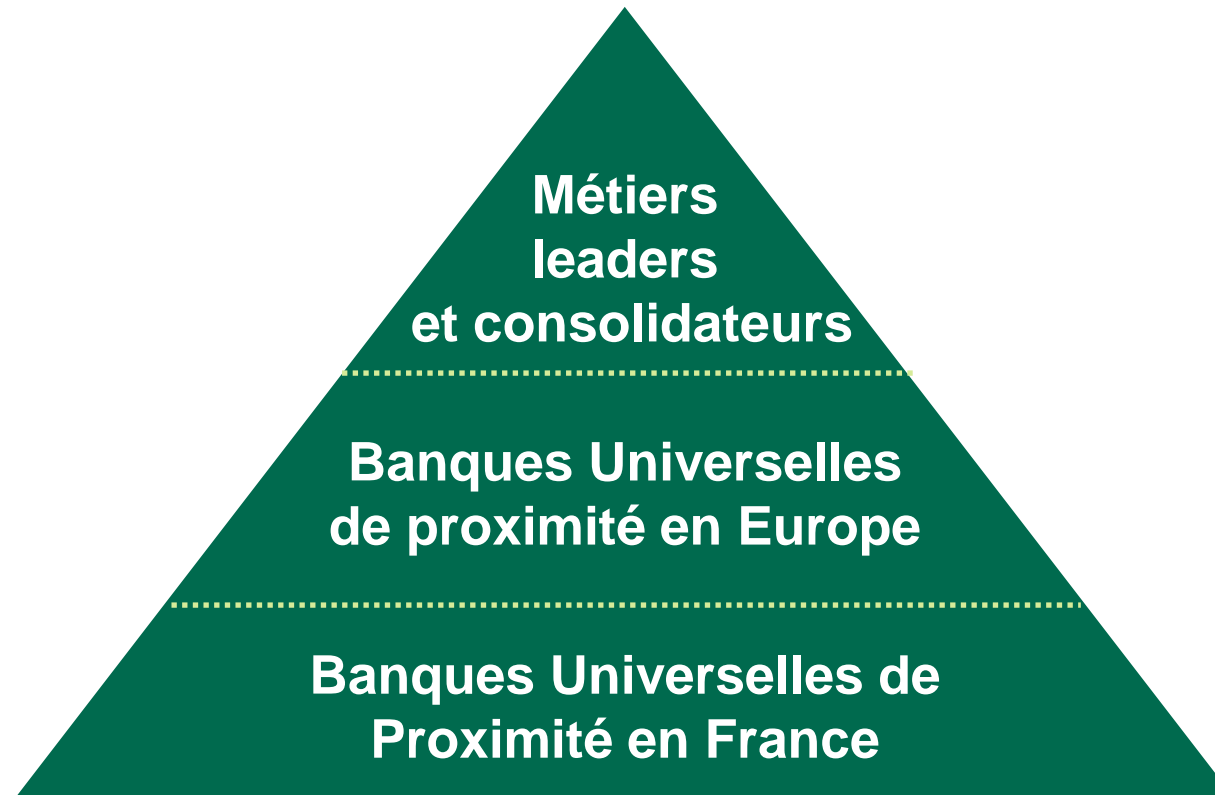 Métiers
leaders
et consolidateurs
Banques Universelles
de proximité en Europe
Banques Universelles de
Proximité en France